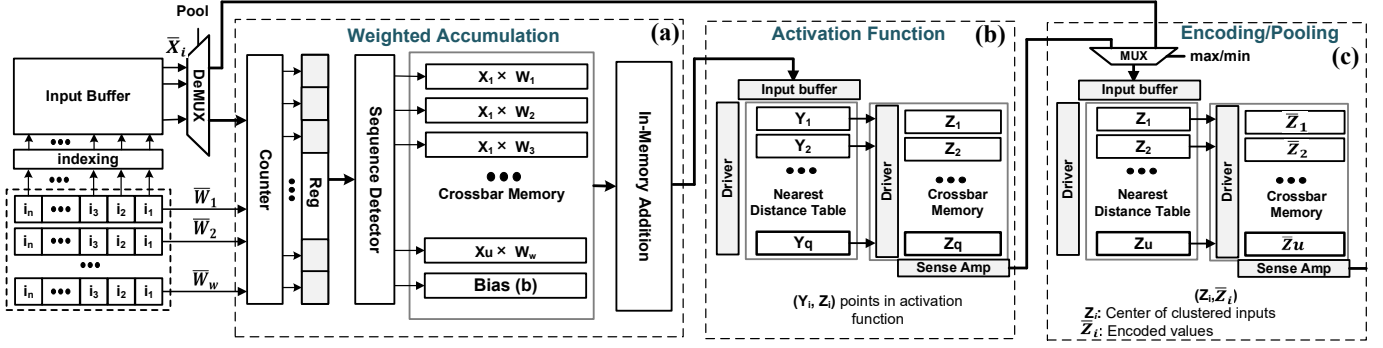 Pool
X̅i
Input Buffer
DeMUX
•••
indexing
•••
in ••• i3 i2 i1
W̅1
in ••• i3 i2 i1
W̅2
•••
in ••• i3 i2 i1
W̅w
Weighted Accumulation
(a)
Counter
•••
Reg
Sequence Detector
X1 × W1
X1 × W2
X1 × W3
•••
Crossbar Memory
Xu × Ww
Bias (b)
In-Memory Addition
Activation Function
(b)
Input buffer
Driver
Y1
Y2
•••
Nearest
Distance Table
Yq
Driver
Z1
Z2
•••
Crossbar
Memory
Zq
Sense Amp
(Yi, Zi) points in activation
function
Encoding/Pooling
(c)
MUX
max/min
Input buffer
Driver
Z1
Z2
•••
Nearest
Distance Table
Zu
Driver
Z̅1
Z̅2
•••
Crossbar
Memory
Z̅u
Sense Amp
(Zi,Z̅i)
Zi: Center of clustered inputs
Z̅i: Encoded values